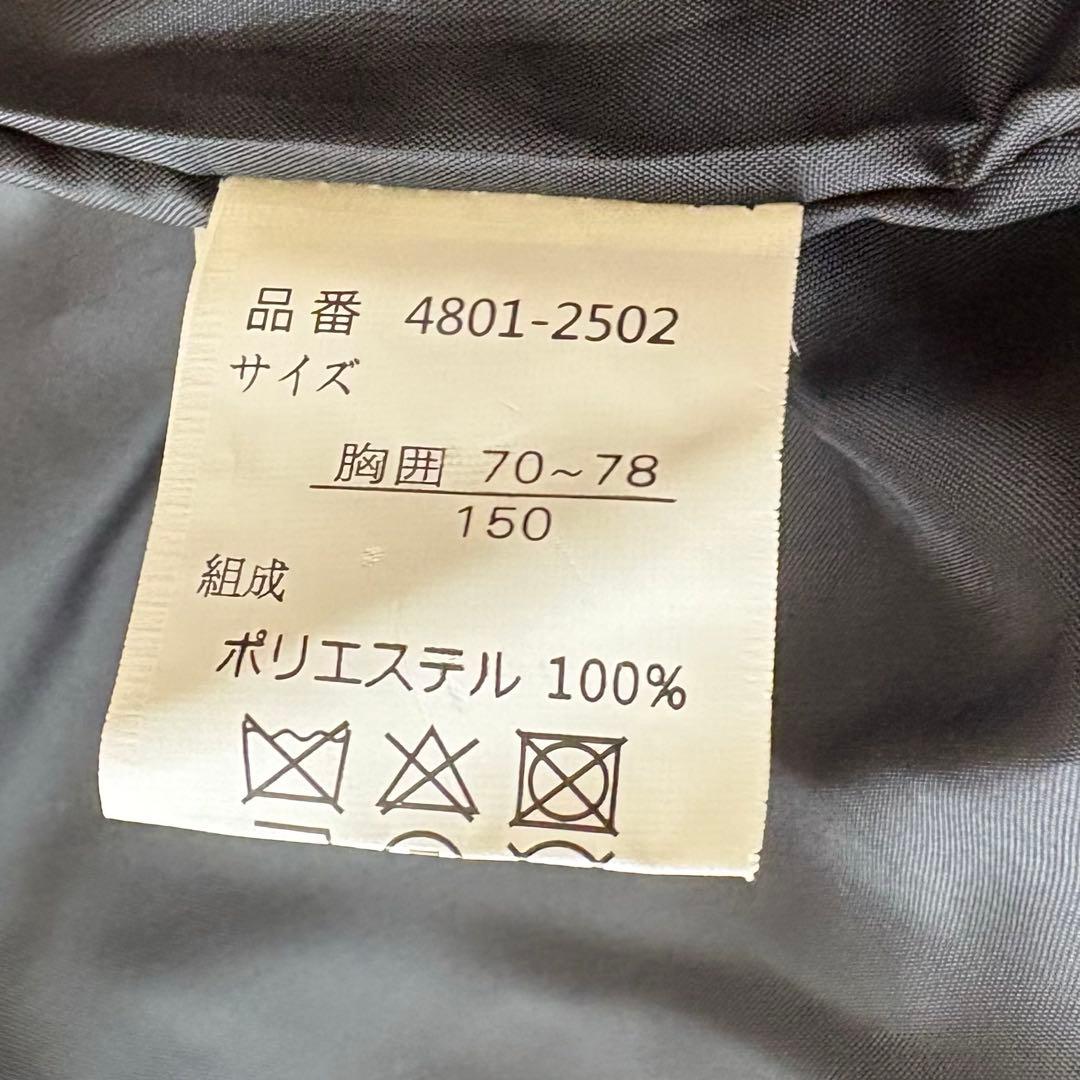 品番 4801-2502
サイズ
胸囲 70~78
150
組成
ポリエステル 100%